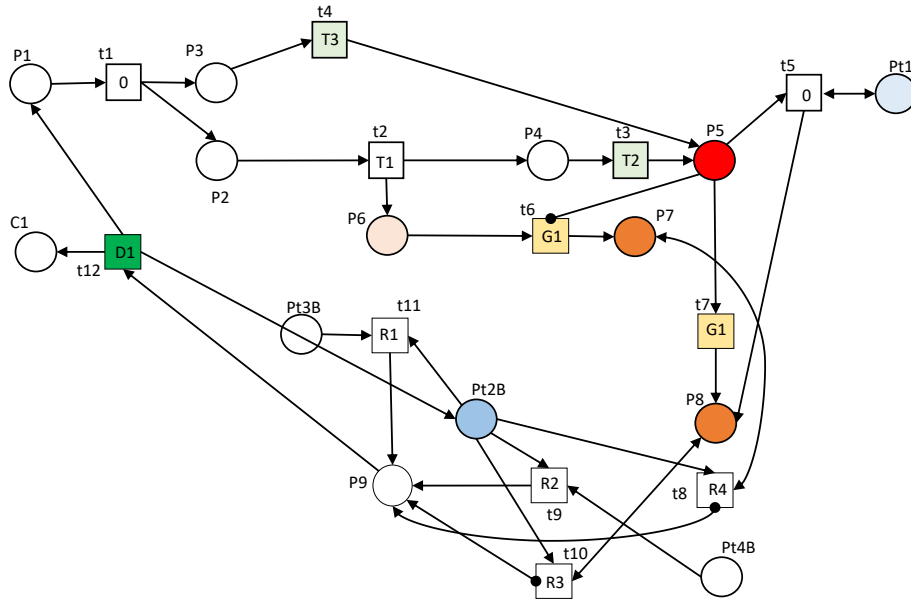 t4
T3
P1
t1
0
P3
t5
0
Pt1
t2
T1
P4
t3
T2
P5
P2
P6
t6
G1
P7
C1
D1
t12
Pt3B
t11
R1
t7
G1
Pt2B
P8
P9
R2
t9
t8
R4
t10
R3
Pt4B